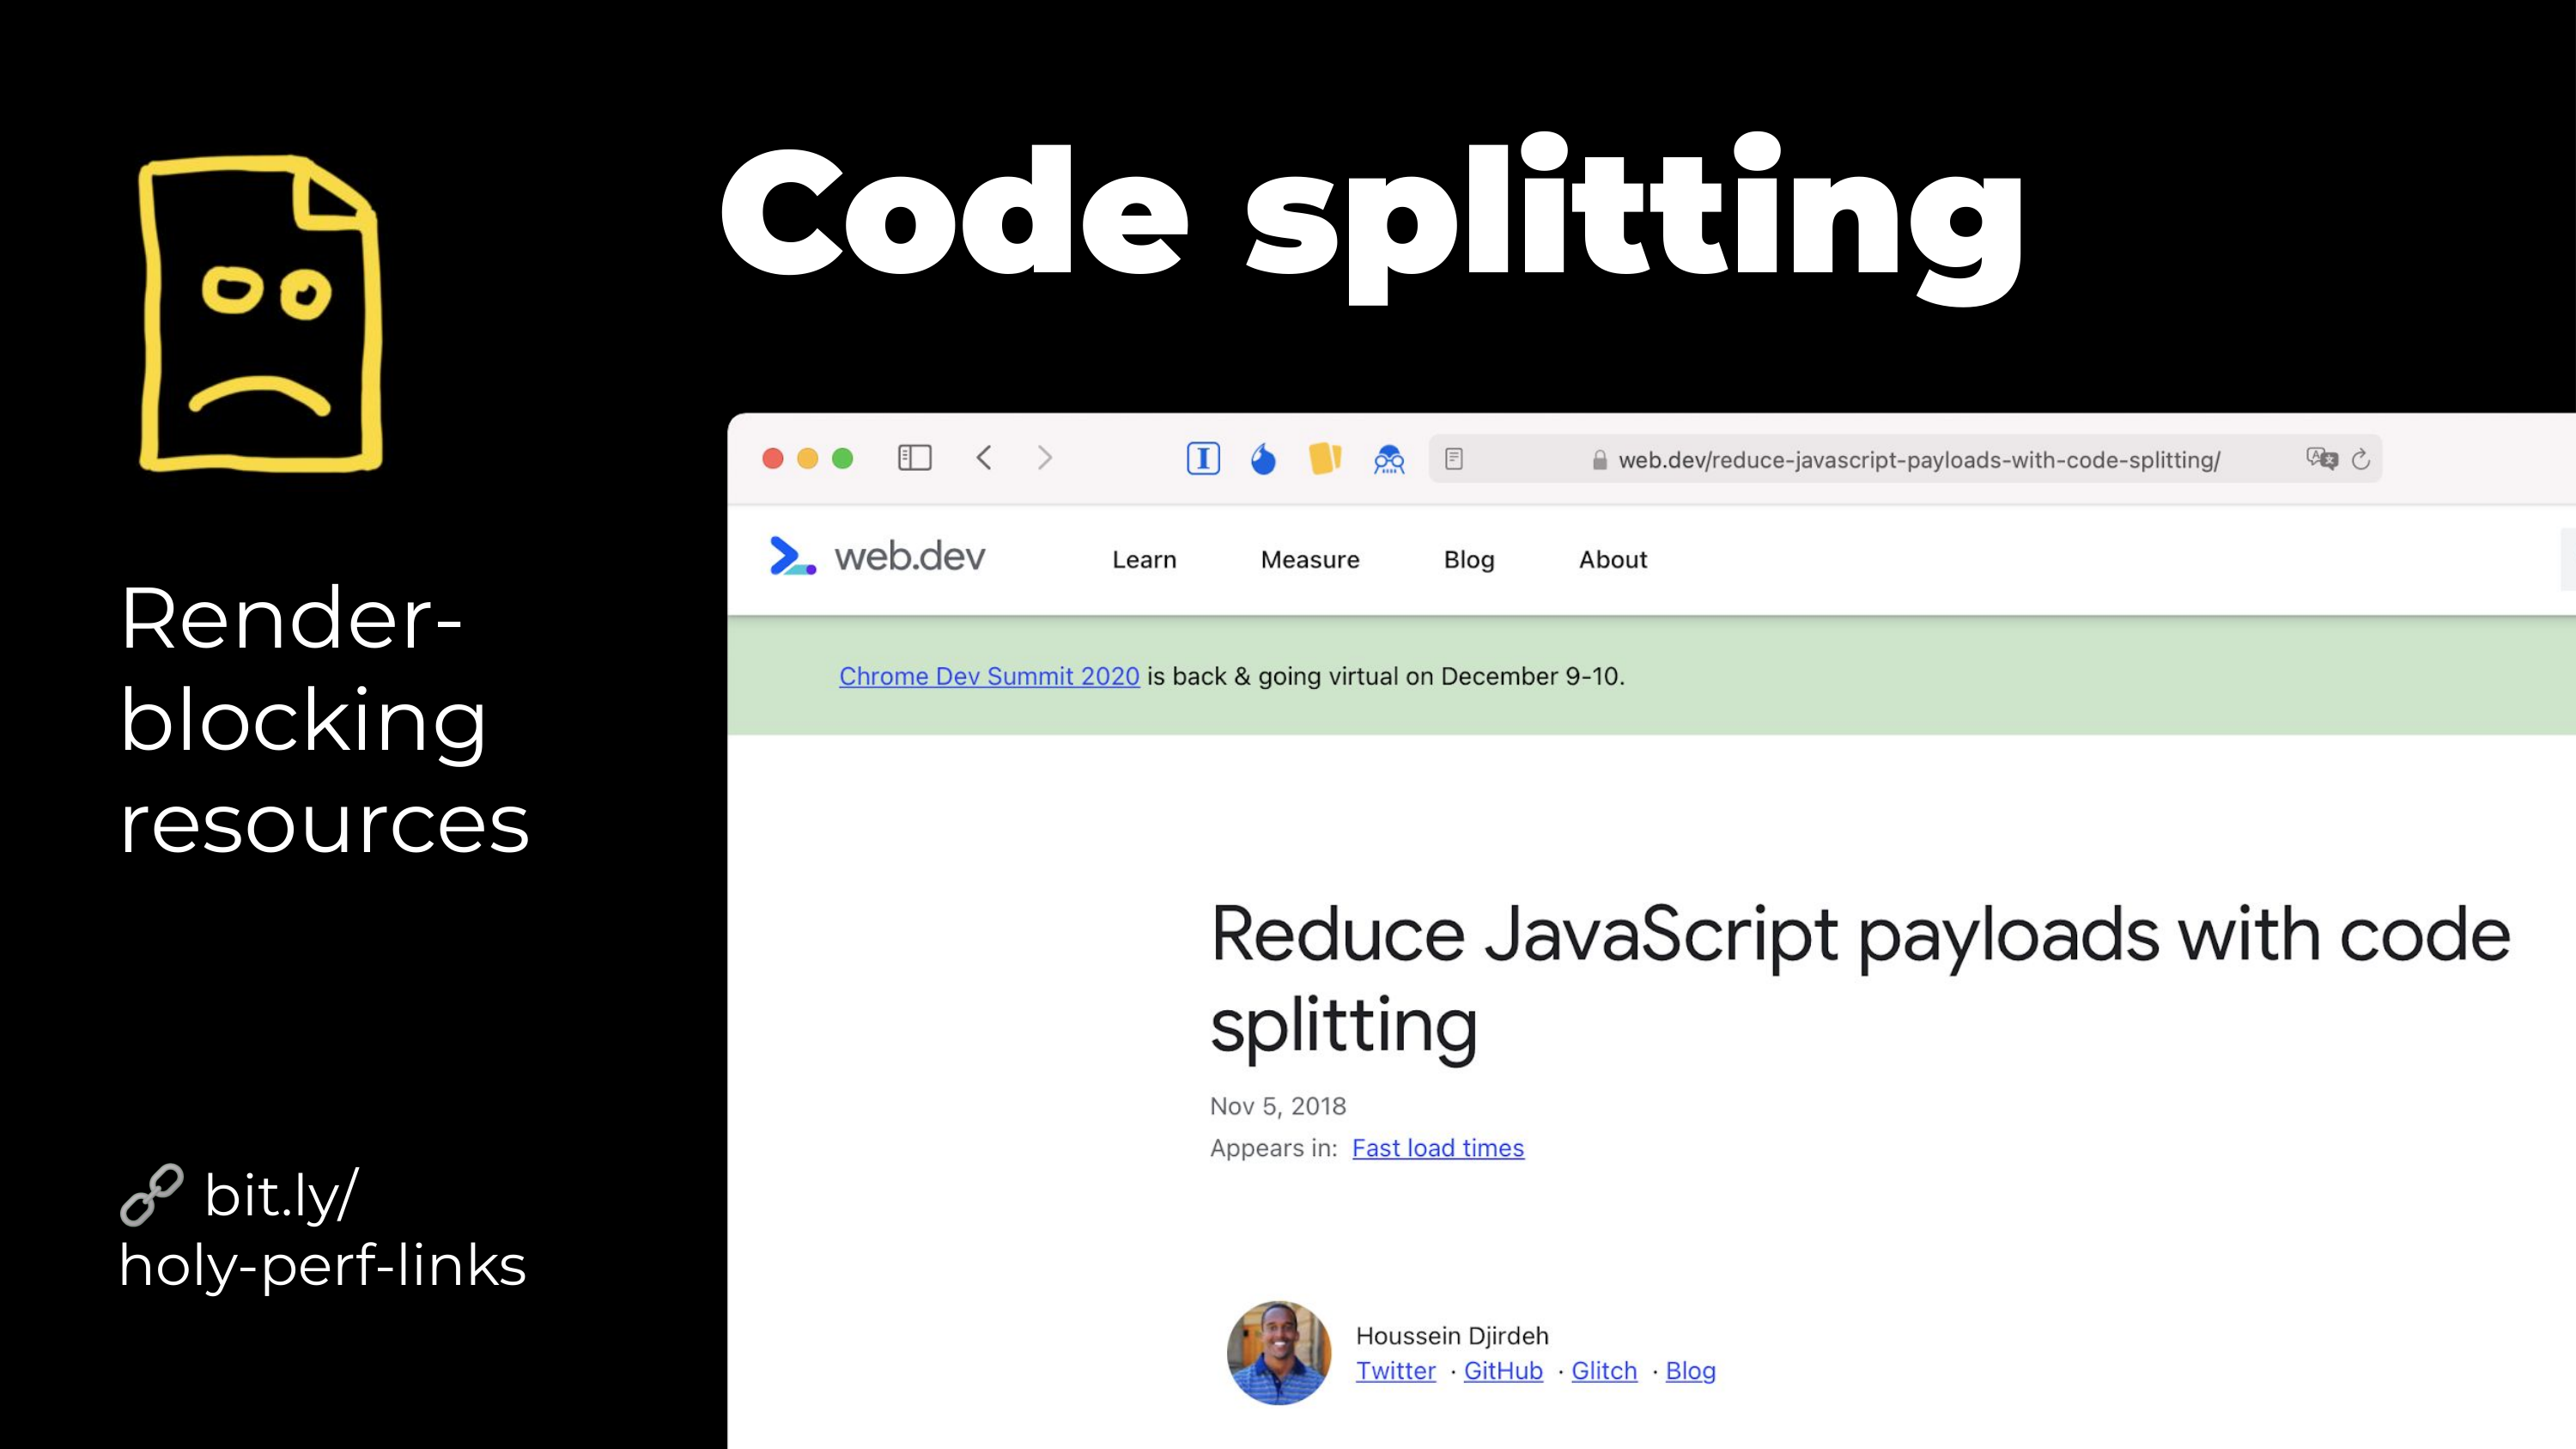 Code splitting
Render-
blocking
resources
bit.ly/
holy-perf-links
web.dev/reduce-javascript-payloads-with-code-splitting/
web.dev
Learn
Measure
Blog
About
Chrome Dev Summit 2020 is back & going virtual on December 9-10.
Reduce JavaScript payloads with code
splitting
Nov 5, 2018
Appears in: Fast load times
Houssein Djirdeh
Twitter · GitHub · Glitch · Blog